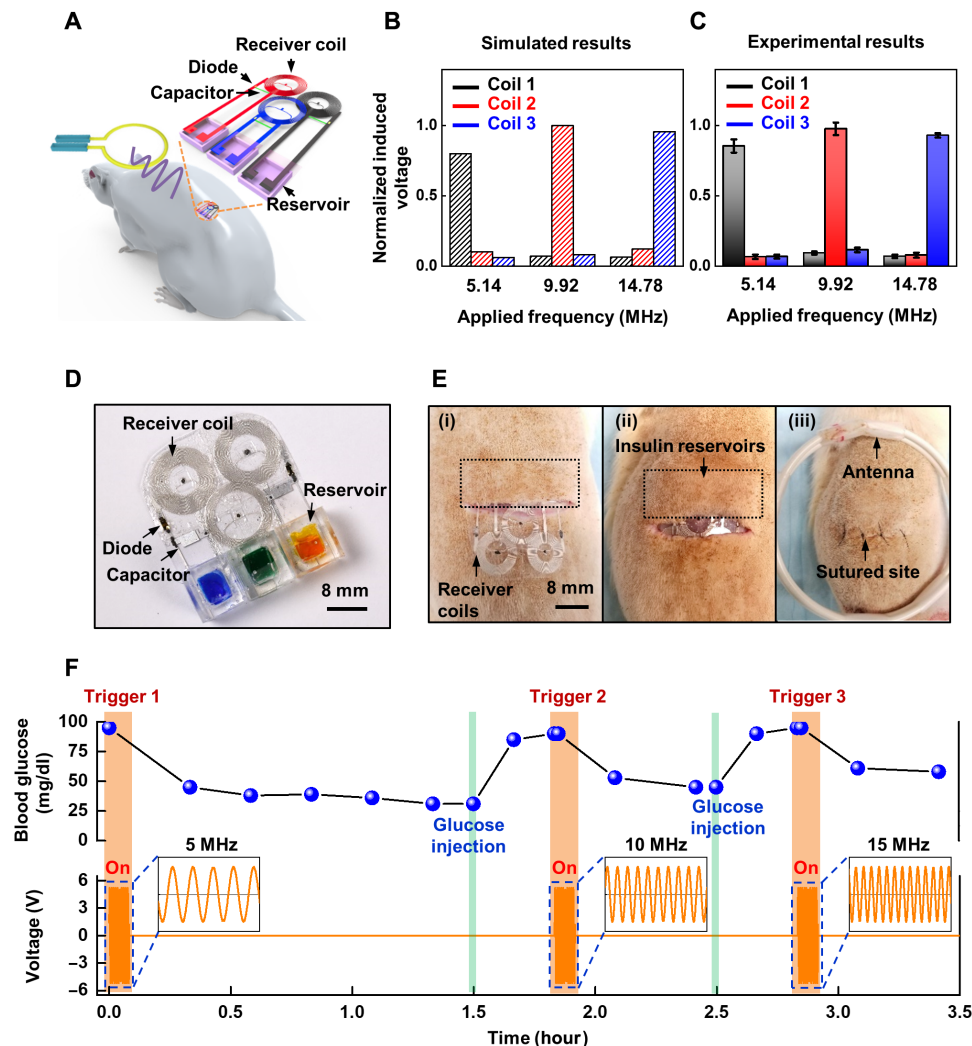 A
Receiver coil
Diode
Capacitor
Reservoir
B
Simulated results
Coil 1
Coil 2
Coil 3
Normalized induced
voltage
1.0
0.5
0.0
5.14 9.92 14.78
Applied frequency (MHz)
C
Experimental results
Coil 1
Coil 2
Coil 3
1.0
0.5
0.0
5.14 9.92 14.78
Applied frequency (MHz)
D
Receiver coil
Reservoir
Diode
Capacitor
8 mm
E
(i)
Receiver
coils
8 mm
(ii)
Insulin reservoirs
(iii)
Antenna
Sutured site
F
Trigger 1 Trigger 2 Trigger 3
Blood glucose
(mg/dl)
100
75
50
25
0
Glucose
injection
Glucose
injection
5 MHz 10 MHz 15 MHz
On On On
Voltage (V)
6
3
0
−3
−6
0.0 0.5 1.0 1.5 2.0 2.5 3.0 3.5
Time (hour)